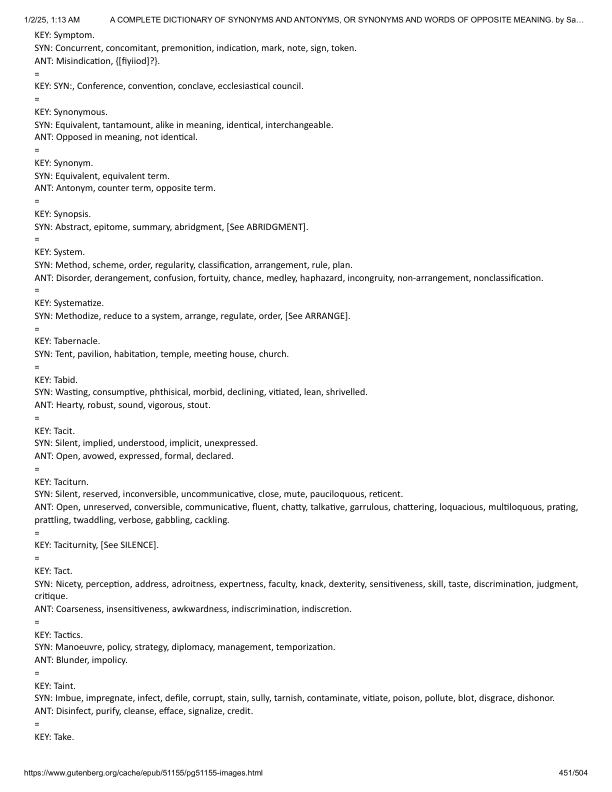 1/2/25, 1:13 AM A COMPLETE DICTIONARY OF SYNONYMS AND ANTONYMS, OR SYNONYMS AND WORDS OF OPPOSITE MEANING. by Sa…
KEY: Symptom.
SYN: Concurrent, concomitant, premonition, indication, mark, note, sign, token.
ANT: Misindication, {[fiyiiod]?}.
=
KEY: SYN:, Conference, convention, conclave, ecclesiastical council.
=
KEY: Synonymous.
SYN: Equivalent, tantamount, alike in meaning, identical, interchangeable.
ANT: Opposed in meaning, not identical.
=
KEY: Synonym.
SYN: Equivalent, equivalent term.
ANT: Antonym, counter term, opposite term.
=
KEY: Synopsis.
SYN: Abstract, epitome, summary, abridgment, [See ABRIDGMENT].
=
KEY: System.
SYN: Method, scheme, order, regularity, classification, arrangement, rule, plan.
ANT: Disorder, derangement, confusion, fortuity, chance, medley, haphazard, incongruity, non-arrangement, nonclassification.
=
KEY: Systematize.
SYN: Methodize, reduce to a system, arrange, regulate, order, [See ARRANGE].
=
KEY: Tabernacle.
SYN: Tent, pavilion, habitation, temple, meeting house, church.
=
KEY: Tabid.
SYN: Wasting, consumptive, phthisical, morbid, declining, vitiated, lean, shrivelled.
ANT: Hearty, robust, sound, vigorous, stout.
=
KEY: Tacit.
SYN: Silent, implied, understood, implicit, unexpressed.
ANT: Open, avowed, expressed, formal, declared.
=
KEY: Taciturn.
SYN: Silent, reserved, inconversible, uncommunicative, close, mute, pauciloquous, reticent.
ANT: Open, unreserved, conversible, communicative, fluent, chatty, talkative, garrulous, chattering, loquacious, multiloquous, prating,
prattling, twaddling, verbose, gabbling, cackling.
=
KEY: Taciturnity, [See SILENCE].
=
KEY: Tact.
SYN: Nicety, perception, address, adroitness, expertness, faculty, knack, dexterity, sensitiveness, skill, taste, discrimination, judgment,
critique.
ANT: Coarseness, insensitiveness, awkwardness, indiscrimination, indiscretion.
=
KEY: Tactics.
SYN: Manoeuvre, policy, strategy, diplomacy, management, temporization.
ANT: Blunder, impolicy.
=
KEY: Taint.
SYN: Imbue, impregnate, infect, defile, corrupt, stain, sully, tarnish, contaminate, vitiate, poison, pollute, blot, disgrace, dishonor.
ANT: Disinfect, purify, cleanse, efface, signalize, credit.
=
KEY: Take.
https://www.gutenberg.org/cache/epub/51155/pg51155-images.html 451/504